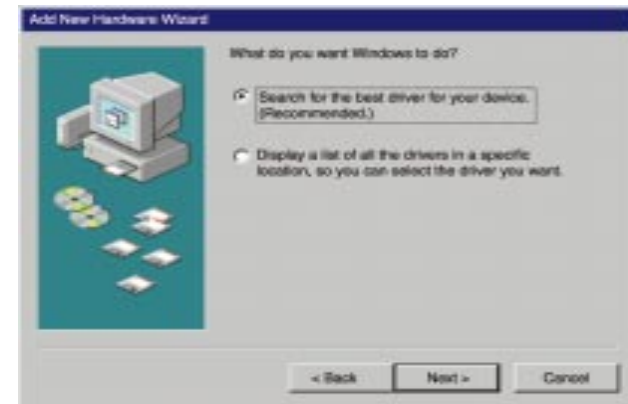 Add New Hardware Wizard
What do you want Windows to do?
Search for the best driver for your device.
(Recommended.)
Display a list of all the drivers in a specific
location, so you can select the driver you want.
< Back
Next >
Cancel